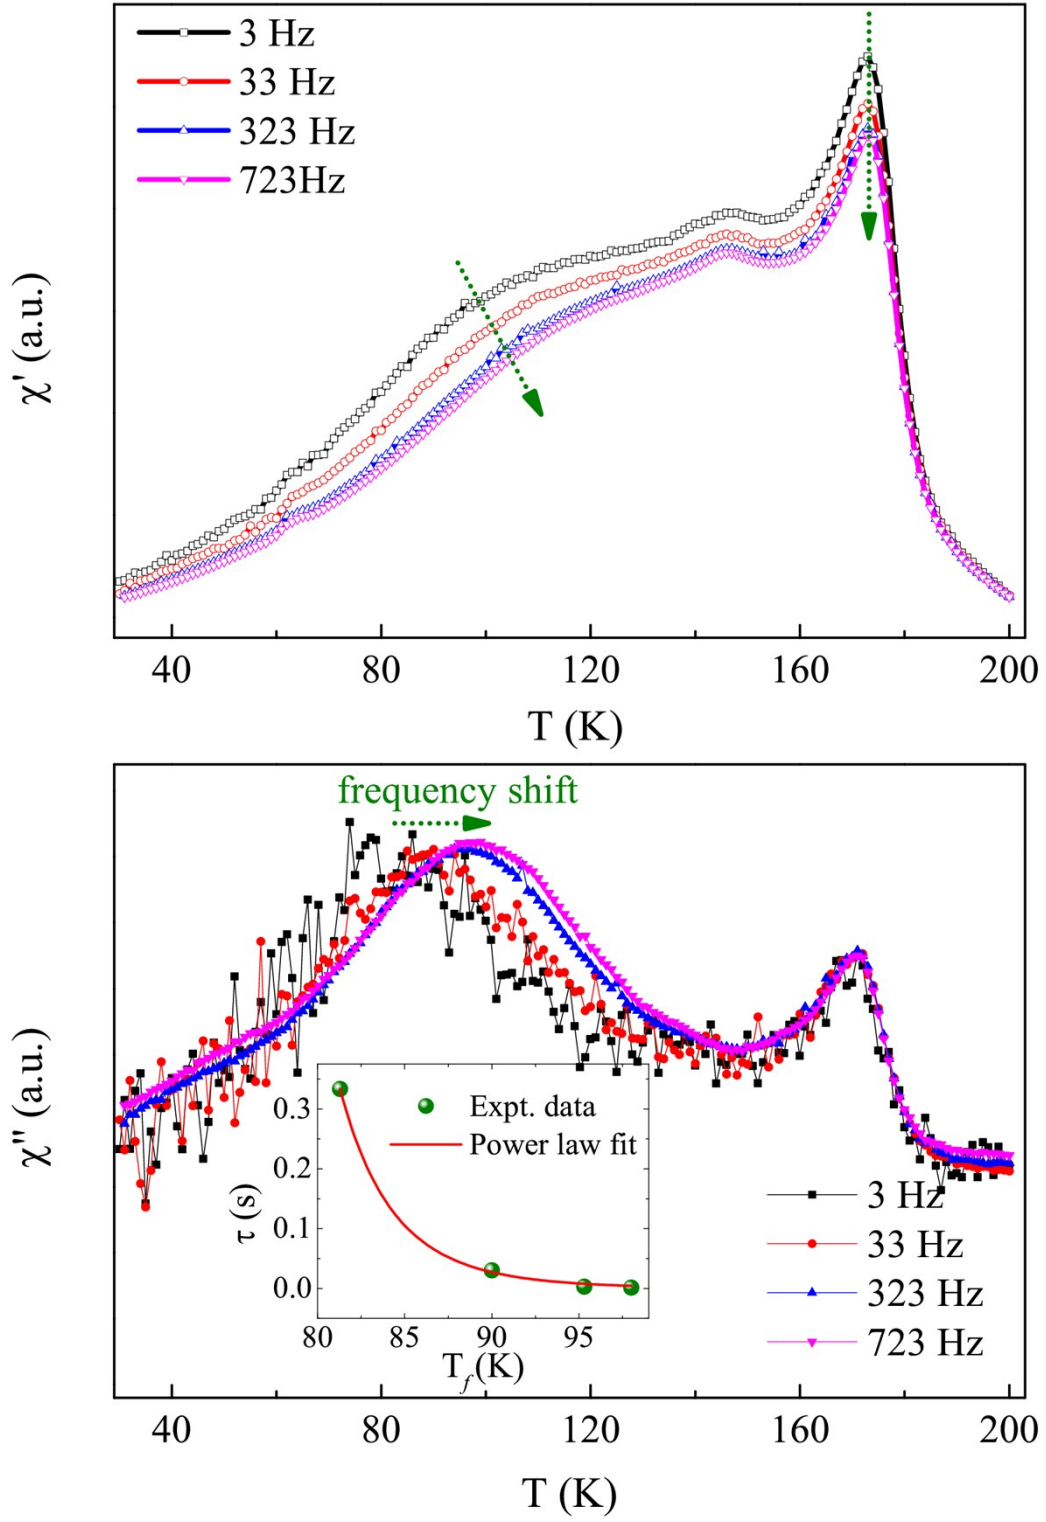 3 Hz
33 Hz
323 Hz
723Hz
χ' (a.u.)
40 80 120 160 200
T (K)
frequency shift
χ'' (a.u.)
Expt. data
Power law fit
0.3
0.2
0.1
0.0
τ (s)
80 85 90 95
T_f (K)
3 Hz
33 Hz
323 Hz
723 Hz
40 80 120 160 200
T (K)